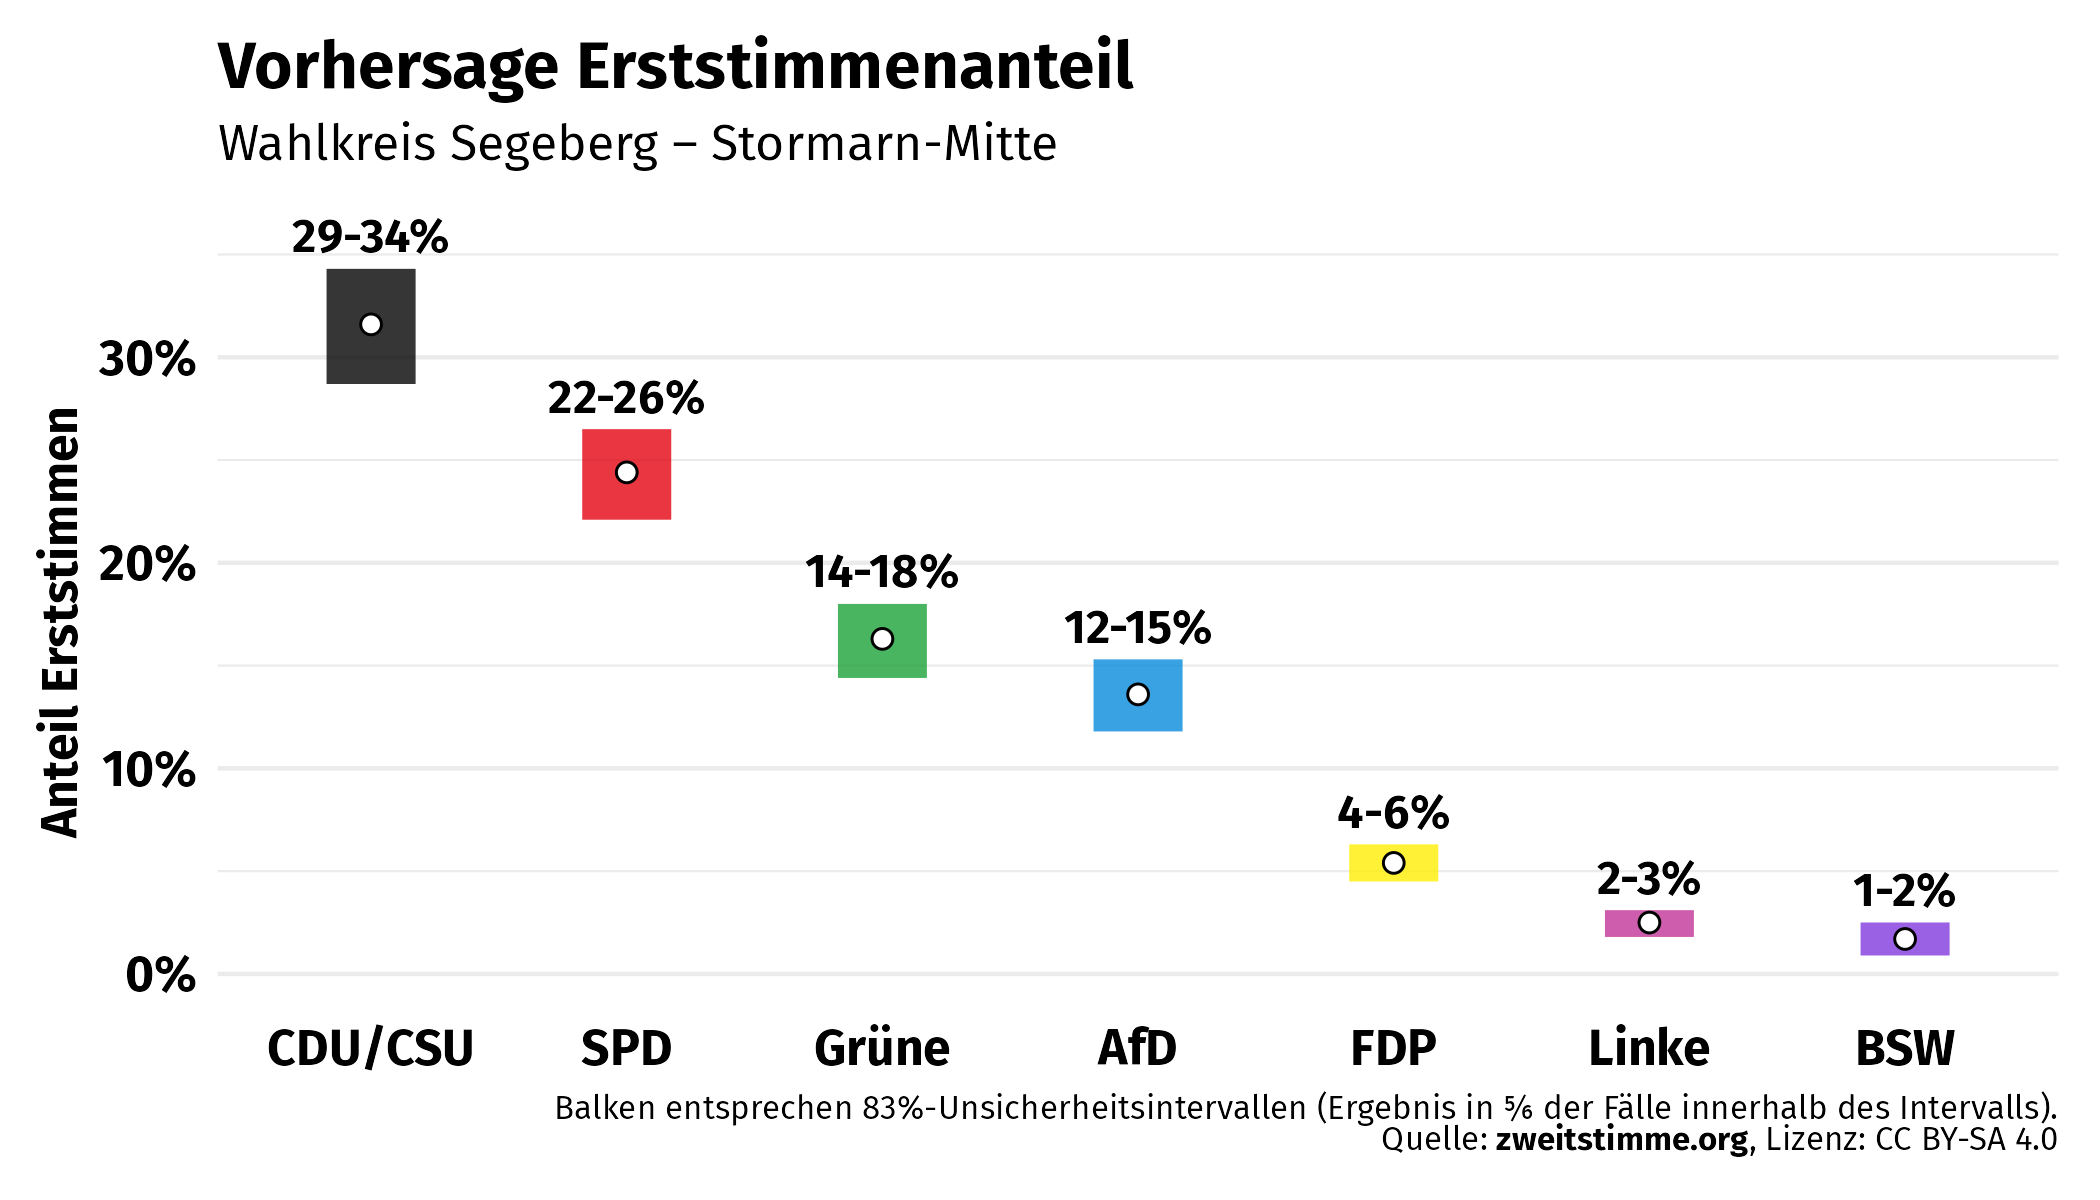 Vorhersage Erststimmenanteil
Wahlkreis Segeberg – Stormarn-Mitte
29-34%
30%
22-26%
20%
14-18%
12-15%
10%
4-6%
2-3%
1-2%
0%
Anteil Erststimmen
CDU/CSU SPD Grüne AfD FDP Linke BSW
Balken entsprechen 83%-Unsicherheitsintervallen (Ergebnis in ⅚ der Fälle innerhalb des Intervalls).
Quelle: zweitstimme.org, Lizenz: CC BY-SA 4.0